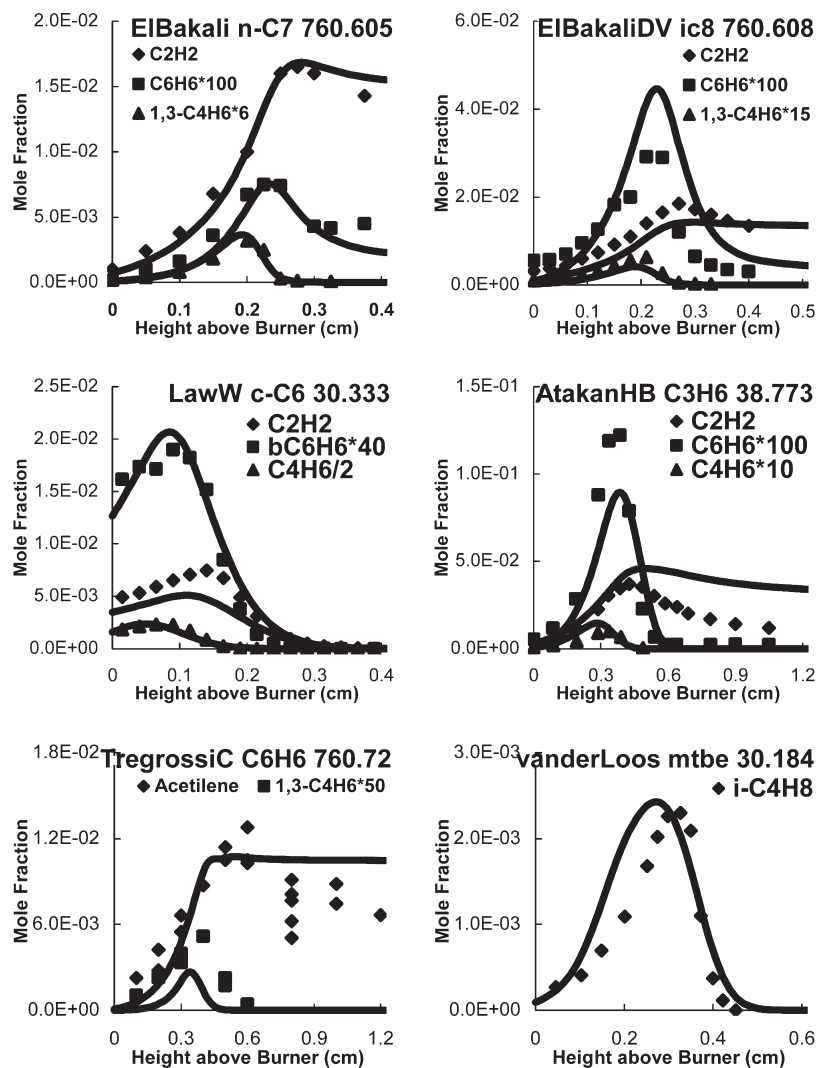 ElBakali n-C7 760.605
C2H2
C6H6*100
1,3-C4H6*6
2.0E-02
1.5E-02
1.0E-02
5.0E-03
0.0E+00
Mole Fraction
0 0.1 0.2 0.3 0.4
Height above Burner (cm)
ElBakaliDV ic8 760.608
C2H2
C6H6*100
1,3-C4H6*15
6.0E-02
4.0E-02
2.0E-02
0.0E+00
Mole Fraction
0 0.1 0.2 0.3 0.4 0.5
Height above Burner (cm)
LawW c-C6 30.333
C2H2
bC6H6*40
C4H6/2
2.5E-02
2.0E-02
1.5E-02
1.0E-02
5.0E-03
0.0E+00
Mole Fraction
0 0.1 0.2 0.3 0.4
Height above Burner (cm)
AtakanHB C3H6 38.773
C2H2
C6H6*100
C4H6*10
1.5E-01
1.0E-01
5.0E-02
0.0E+00
Mole Fraction
0 0.3 0.6 0.9 1.2
Height above Burner (cm)
TregrossiC C6H6 760.72
Acetilene 1,3-C4H6*50
1.8E-02
1.2E-02
6.0E-03
0.0E+00
Mole Fraction
0 0.3 0.6 0.9 1.2
Height above Burner (cm)
vanderLoos mtbe 30.184
i-C4H8
3.0E-03
2.0E-03
1.0E-03
0.0E+00
Mole Fraction
0 0.2 0.4 0.6
Height above Burner (cm)